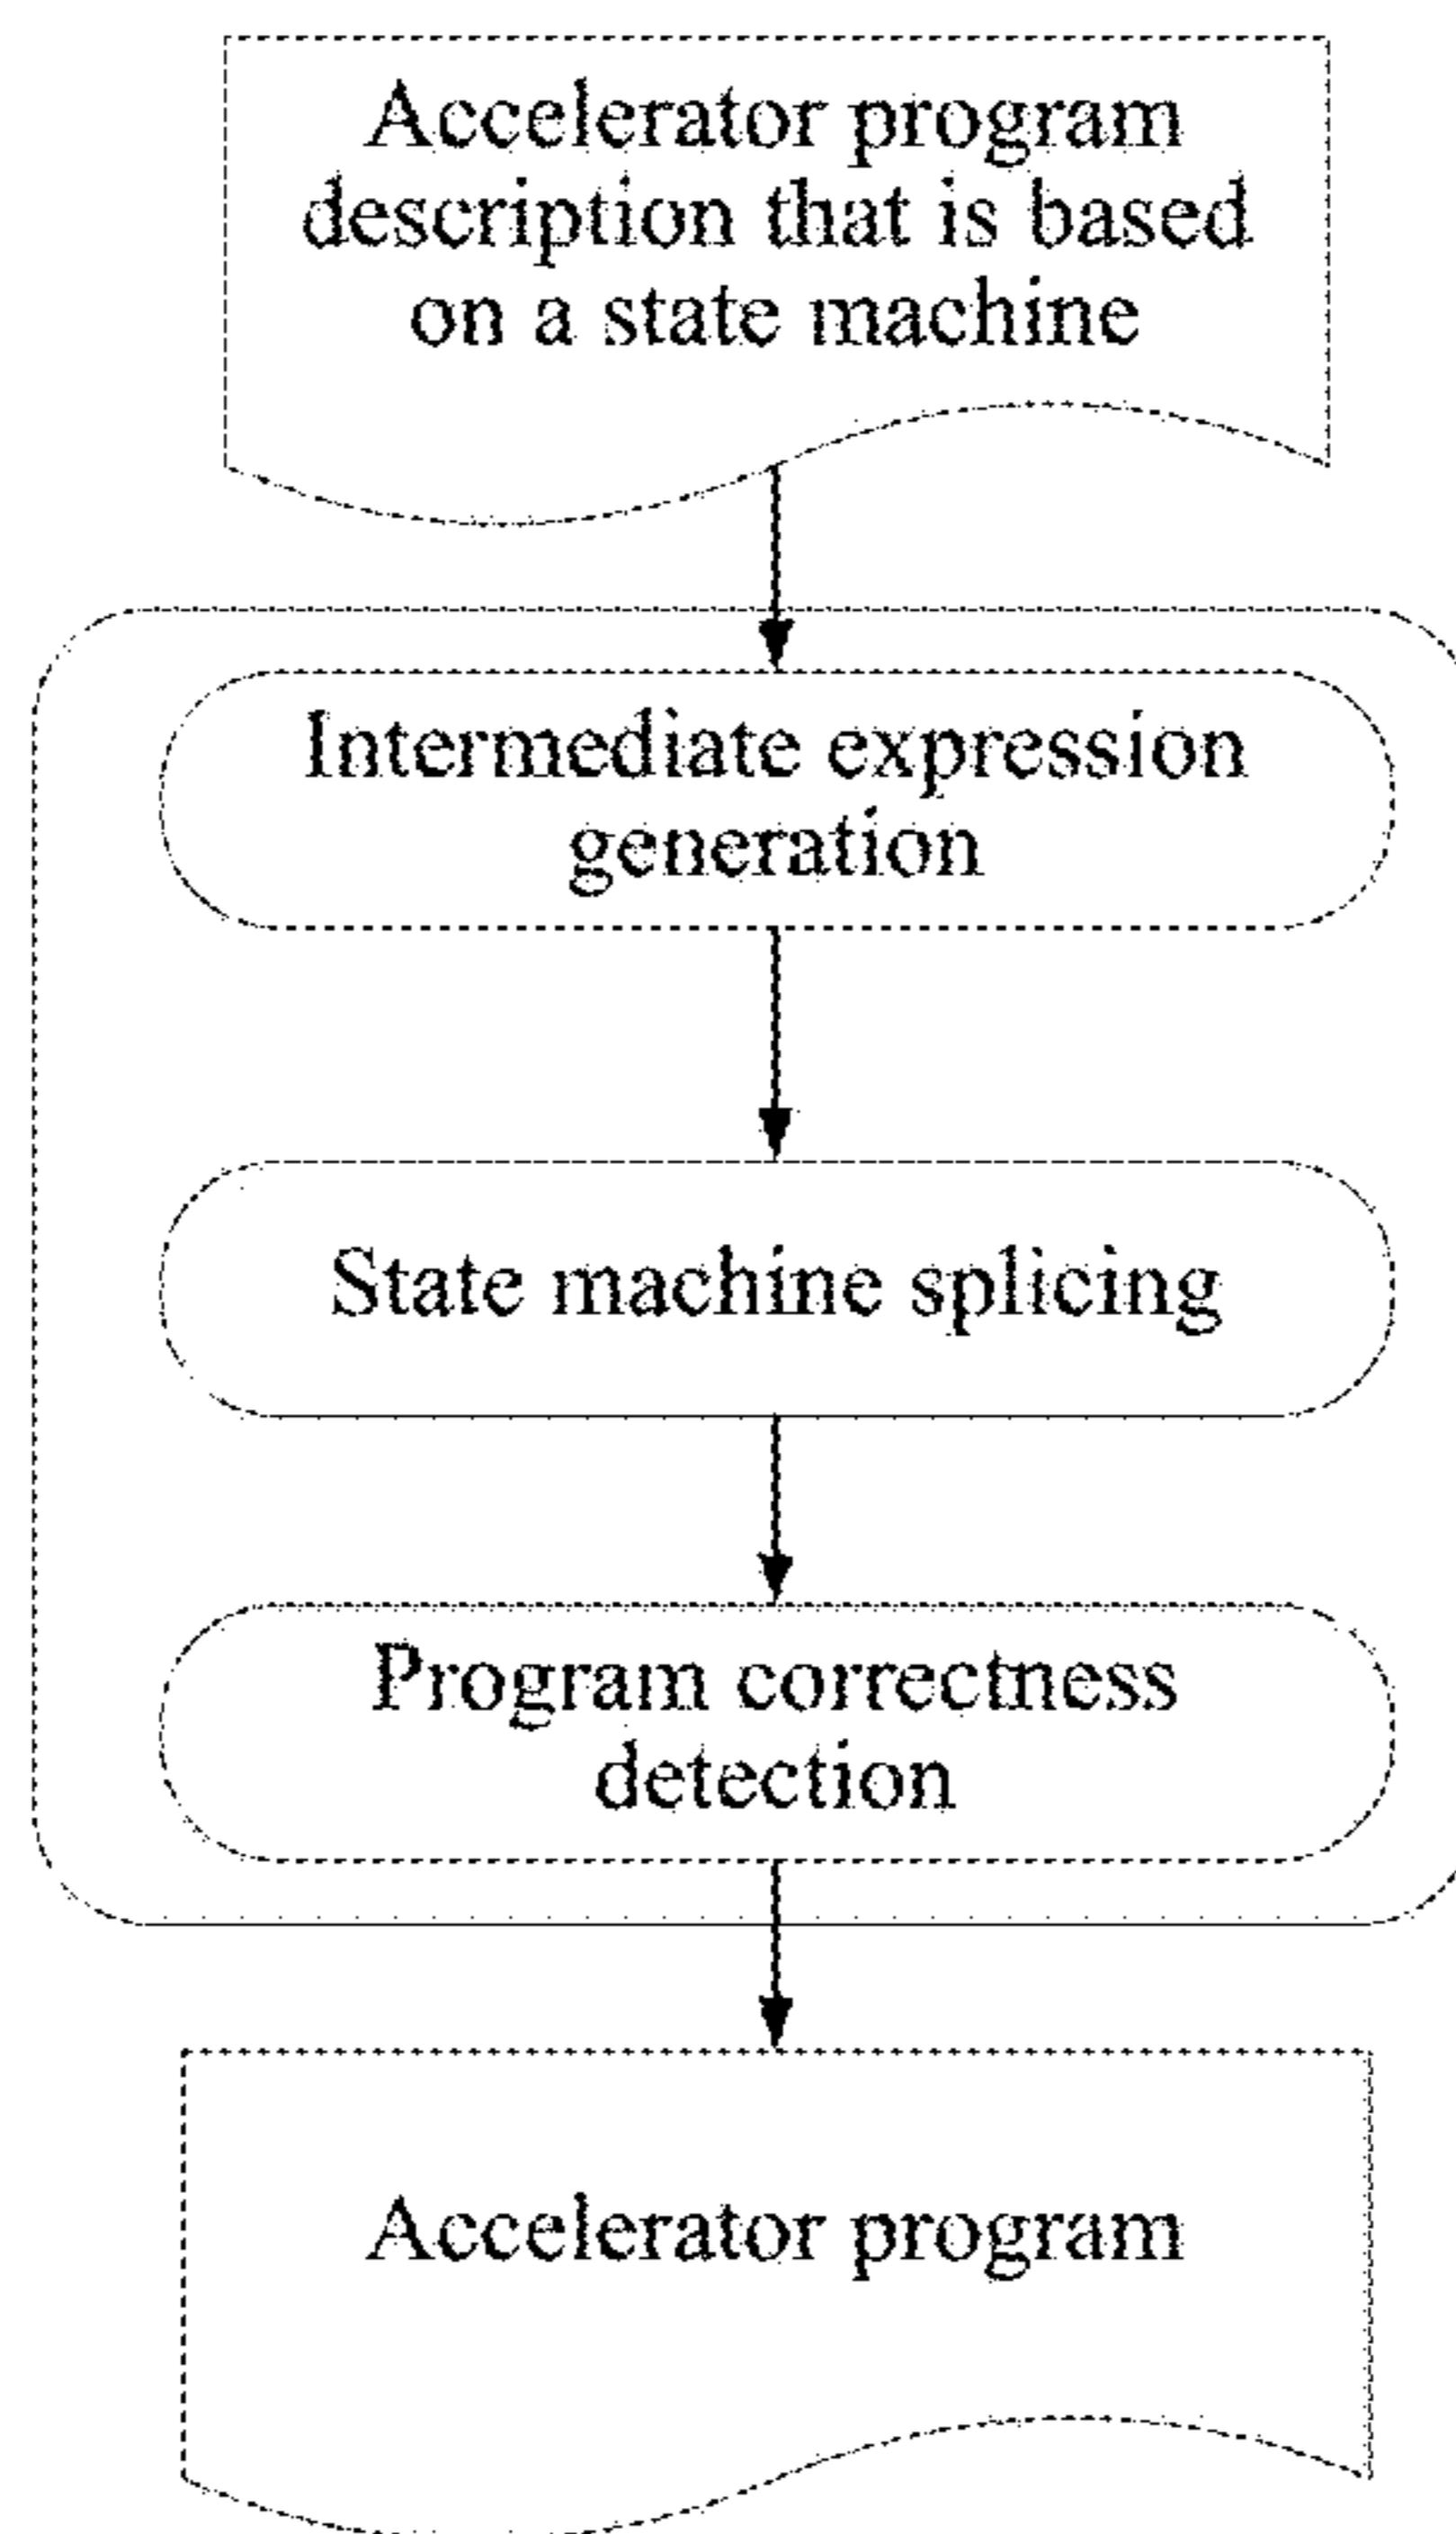 Accelerator program
description that is based
on a state machine
Intermediate expression
generation
State machine splicing
Program correctness
detection
Accelerator program